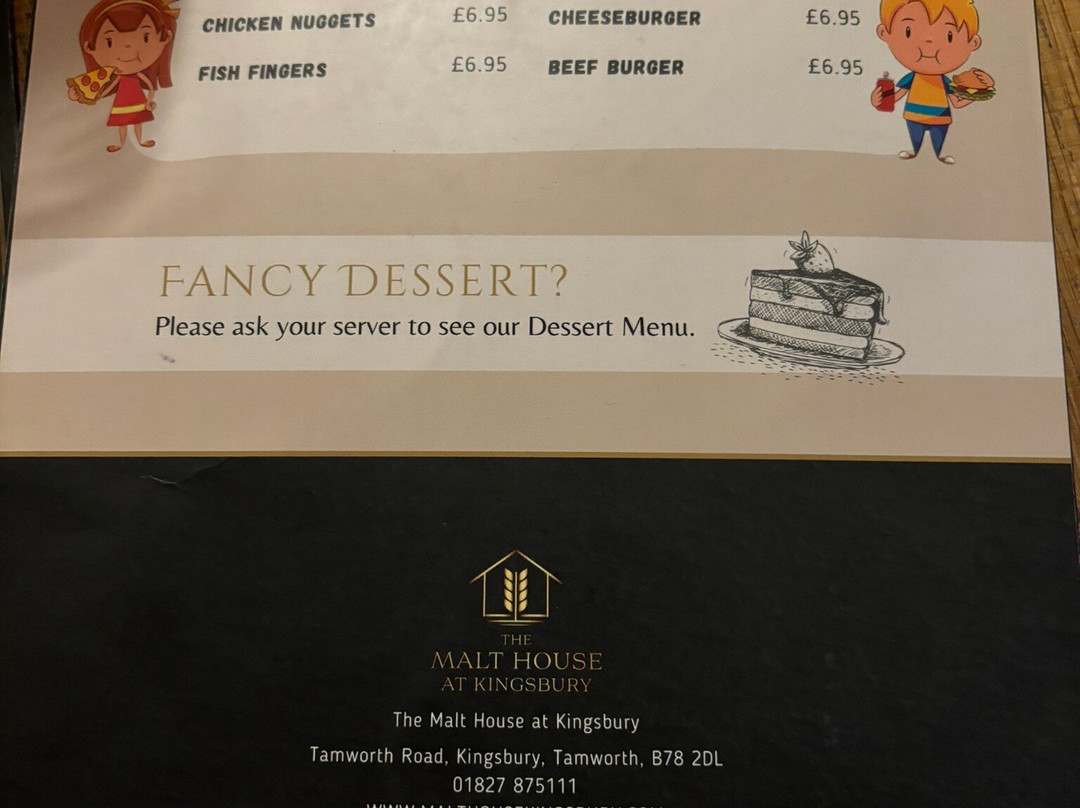 CHICKEN NUGGETS £6.95 CHEESEBURGER £6.95
FISH FINGERS £6.95 BEEF BURGER £6.95
FANCY DESSERT?
Please ask your server to see our Dessert Menu.
THE
MALT HOUSE
AT KINGSBURY
The Malt House at Kingsbury
Tamworth Road, Kingsbury, Tamworth, B78 2DL
01827 875111